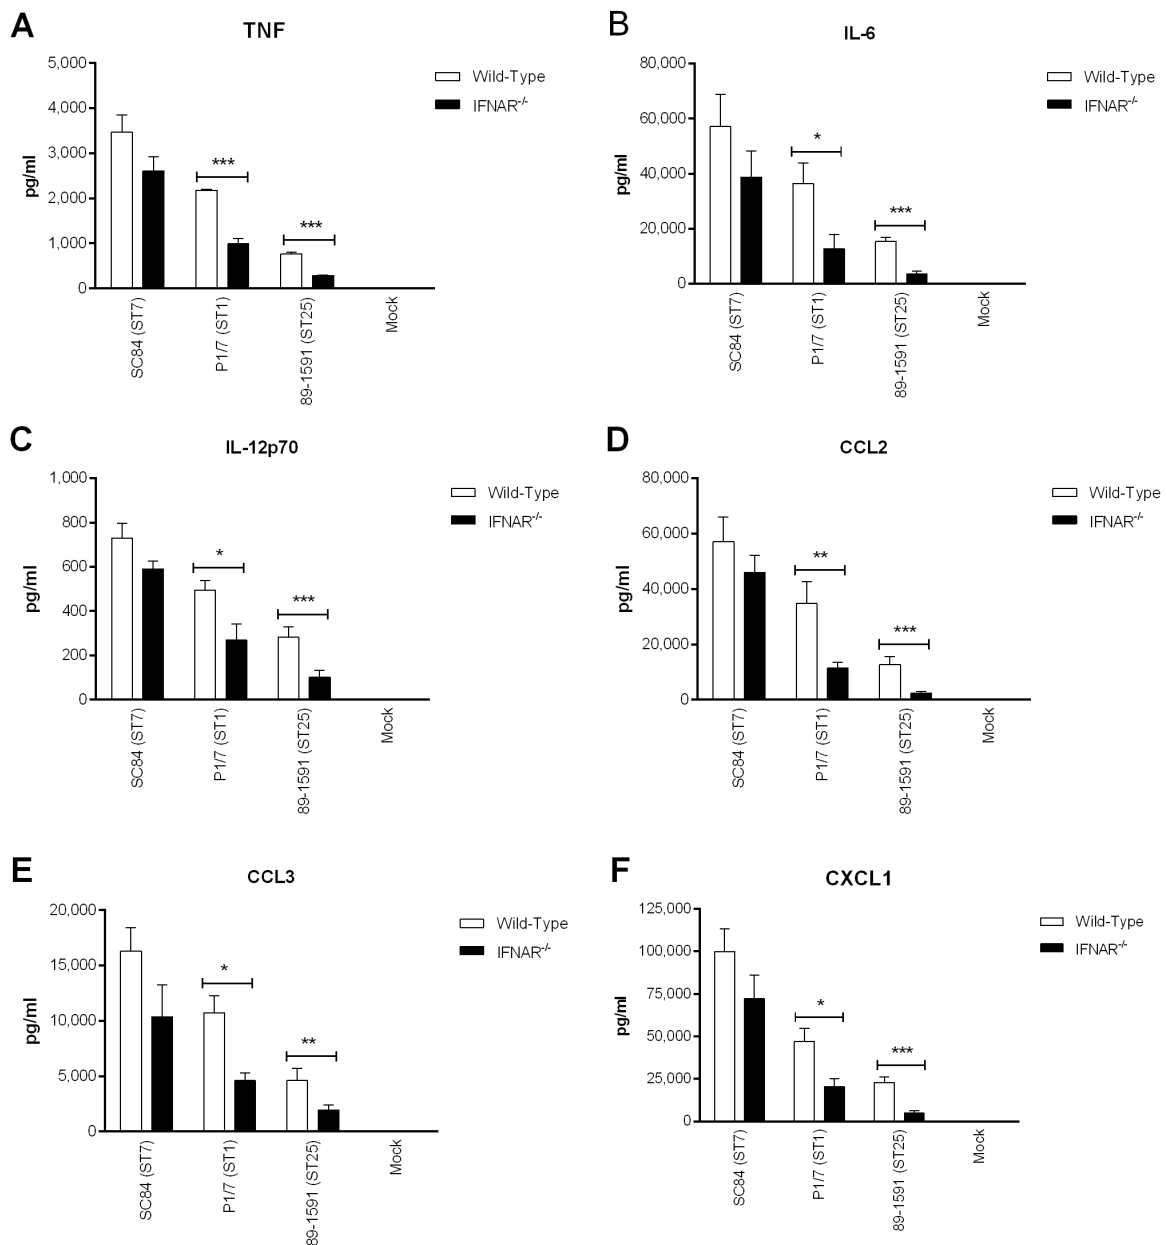 A
TNF
5,000
4,000
3,000
2,000
1,000
0
pg/ml
***
***
Wild-Type
IFNAR-/-
SC84 (ST7)
P1/7 (ST1)
89-1591 (ST25)
Mock
B
IL-6
80,000
60,000
40,000
20,000
0
pg/ml
*
***
Wild-Type
IFNAR-/-
SC84 (ST7)
P1/7 (ST1)
89-1591 (ST25)
Mock
C
IL-12p70
1,000
800
600
400
200
0
pg/ml
*
***
Wild-Type
IFNAR-/-
SC84 (ST7)
P1/7 (ST1)
89-1591 (ST25)
Mock
D
CCL2
80,000
60,000
40,000
20,000
0
pg/ml
**
***
Wild-Type
IFNAR-/-
SC84 (ST7)
P1/7 (ST1)
89-1591 (ST25)
Mock
E
CCL3
20,000
15,000
10,000
5,000
0
pg/ml
*
**
Wild-Type
IFNAR-/-
SC84 (ST7)
P1/7 (ST1)
89-1591 (ST25)
Mock
F
CXCL1
125,000
100,000
75,000
50,000
25,000
0
pg/ml
*
***
Wild-Type
IFNAR-/-
SC84 (ST7)
P1/7 (ST1)
89-1591 (ST25)
Mock